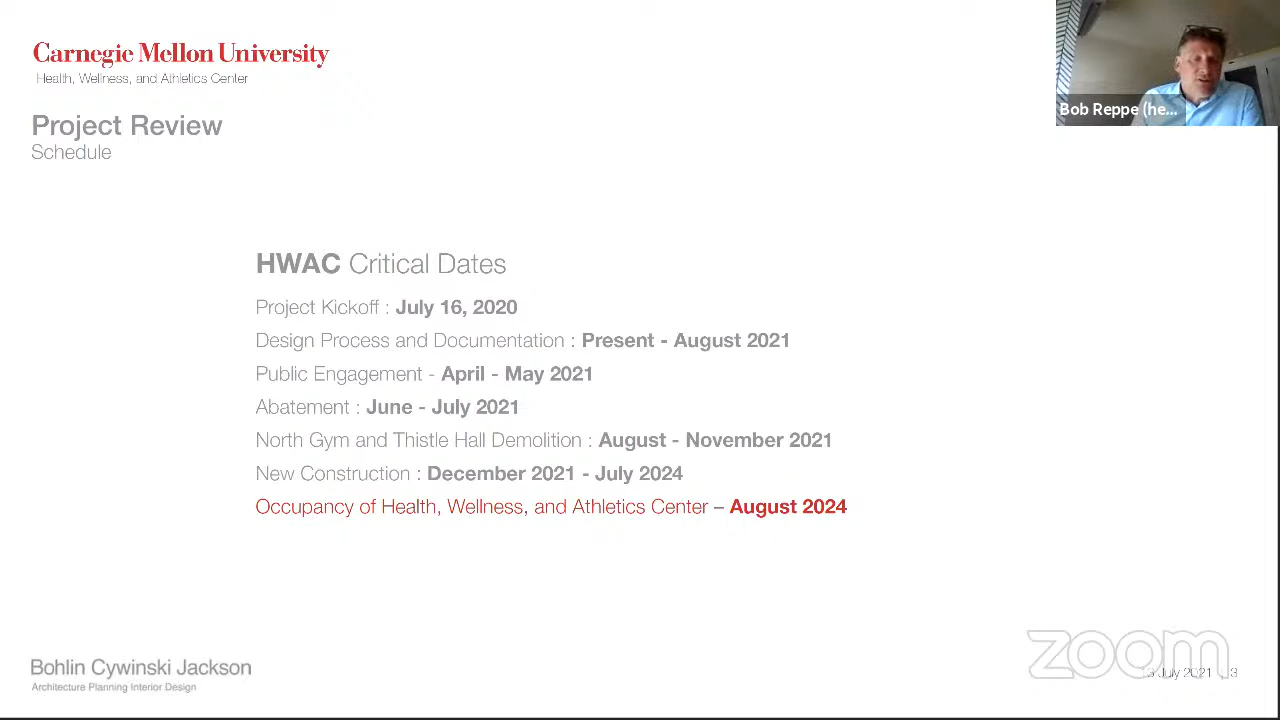 Carnegie Mellon University
Health, Wellness, and Athletics Center
Bob Reppe (he...
Project Review
Schedule
HWAC Critical Dates
Project Kickoff : July 16, 2020
Design Process and Documentation : Present - August 2021
Public Engagement - April - May 2021
Abatement : June - July 2021
North Gym and Thistle Hall Demolition : August - November 2021
New Construction : December 2021 - July 2024
Occupancy of Health, Wellness, and Athletics Center – August 2024
Bohlin Cywinski Jackson
Architecture Planning Interior Design
zoom
July 2021